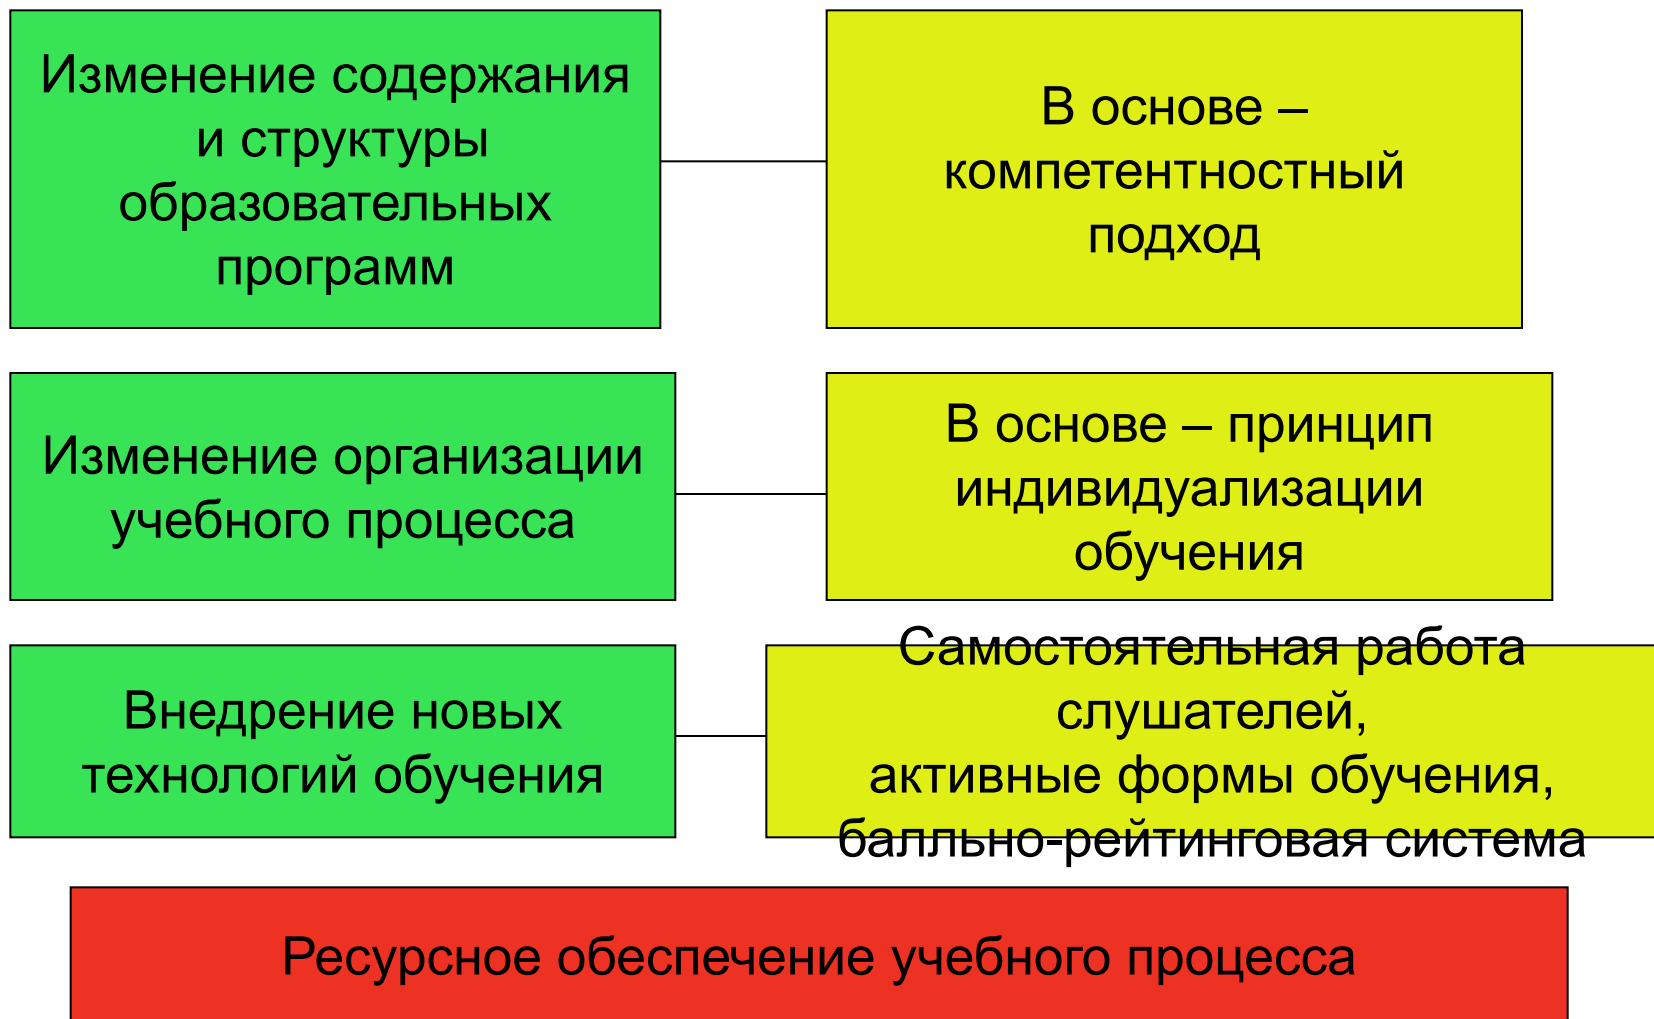 Изменение содержания
и структуры
образовательных
программ
В основе –
компетентностный
подход
Изменение организации
учебного процесса
В основе – принцип
индивидуализации
обучения
Внедрение новых
технологий обучения
Самостоятельная работа
слушателей,
активные формы обучения,
балльно-рейтинговая система
Ресурсное обеспечение учебного процесса